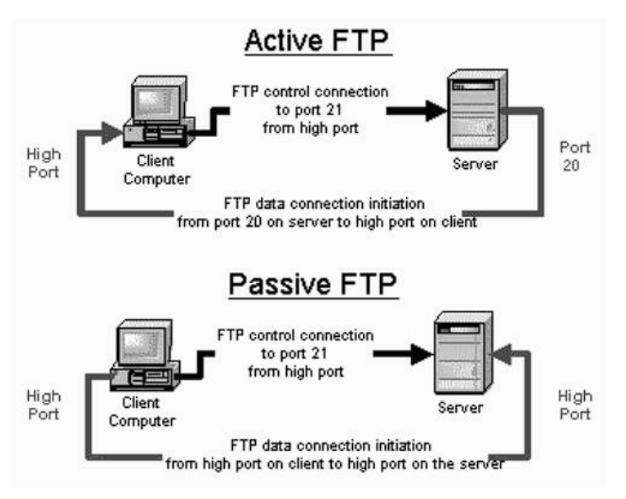 Active FTP
FTP control connection
to port 21
from high port
High
Port
Client
Computer
Server
Port
20
FTP data connection initiation
from port 20 on server to high port on client
Passive FTP
FTP control connection
to port 21
from high port
High
Port
Client
Computer
Server
High
Port
FTP data connection initiation
from high port on client to high port on the server